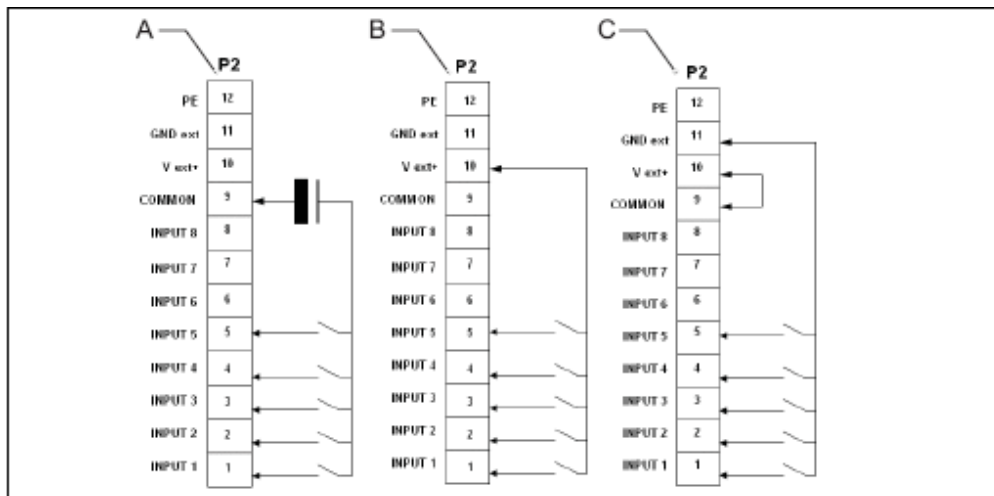 A
P2
PE 12
GND ext 11
V ext+ 10
COMMON 9
INPUT 8 8
INPUT 7 7
INPUT 6 6
INPUT 5 5
INPUT 4 4
INPUT 3 3
INPUT 2 2
INPUT 1 1
B
P2
PE 12
GND ext 11
V ext+ 10
COMMON 9
INPUT 8 8
INPUT 7 7
INPUT 6 6
INPUT 5 5
INPUT 4 4
INPUT 3 3
INPUT 2 2
INPUT 1 1
C
P2
PE 12
GND ext 11
V ext+ 10
COMMON 9
INPUT 8 8
INPUT 7 7
INPUT 6 6
INPUT 5 5
INPUT 4 4
INPUT 3 3
INPUT 2 2
INPUT 1 1